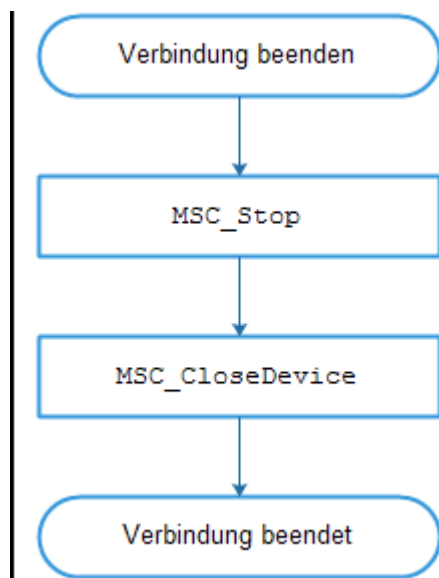 Verbindung beenden
MSC_Stop
MSC_CloseDevice
Verbindung beendet